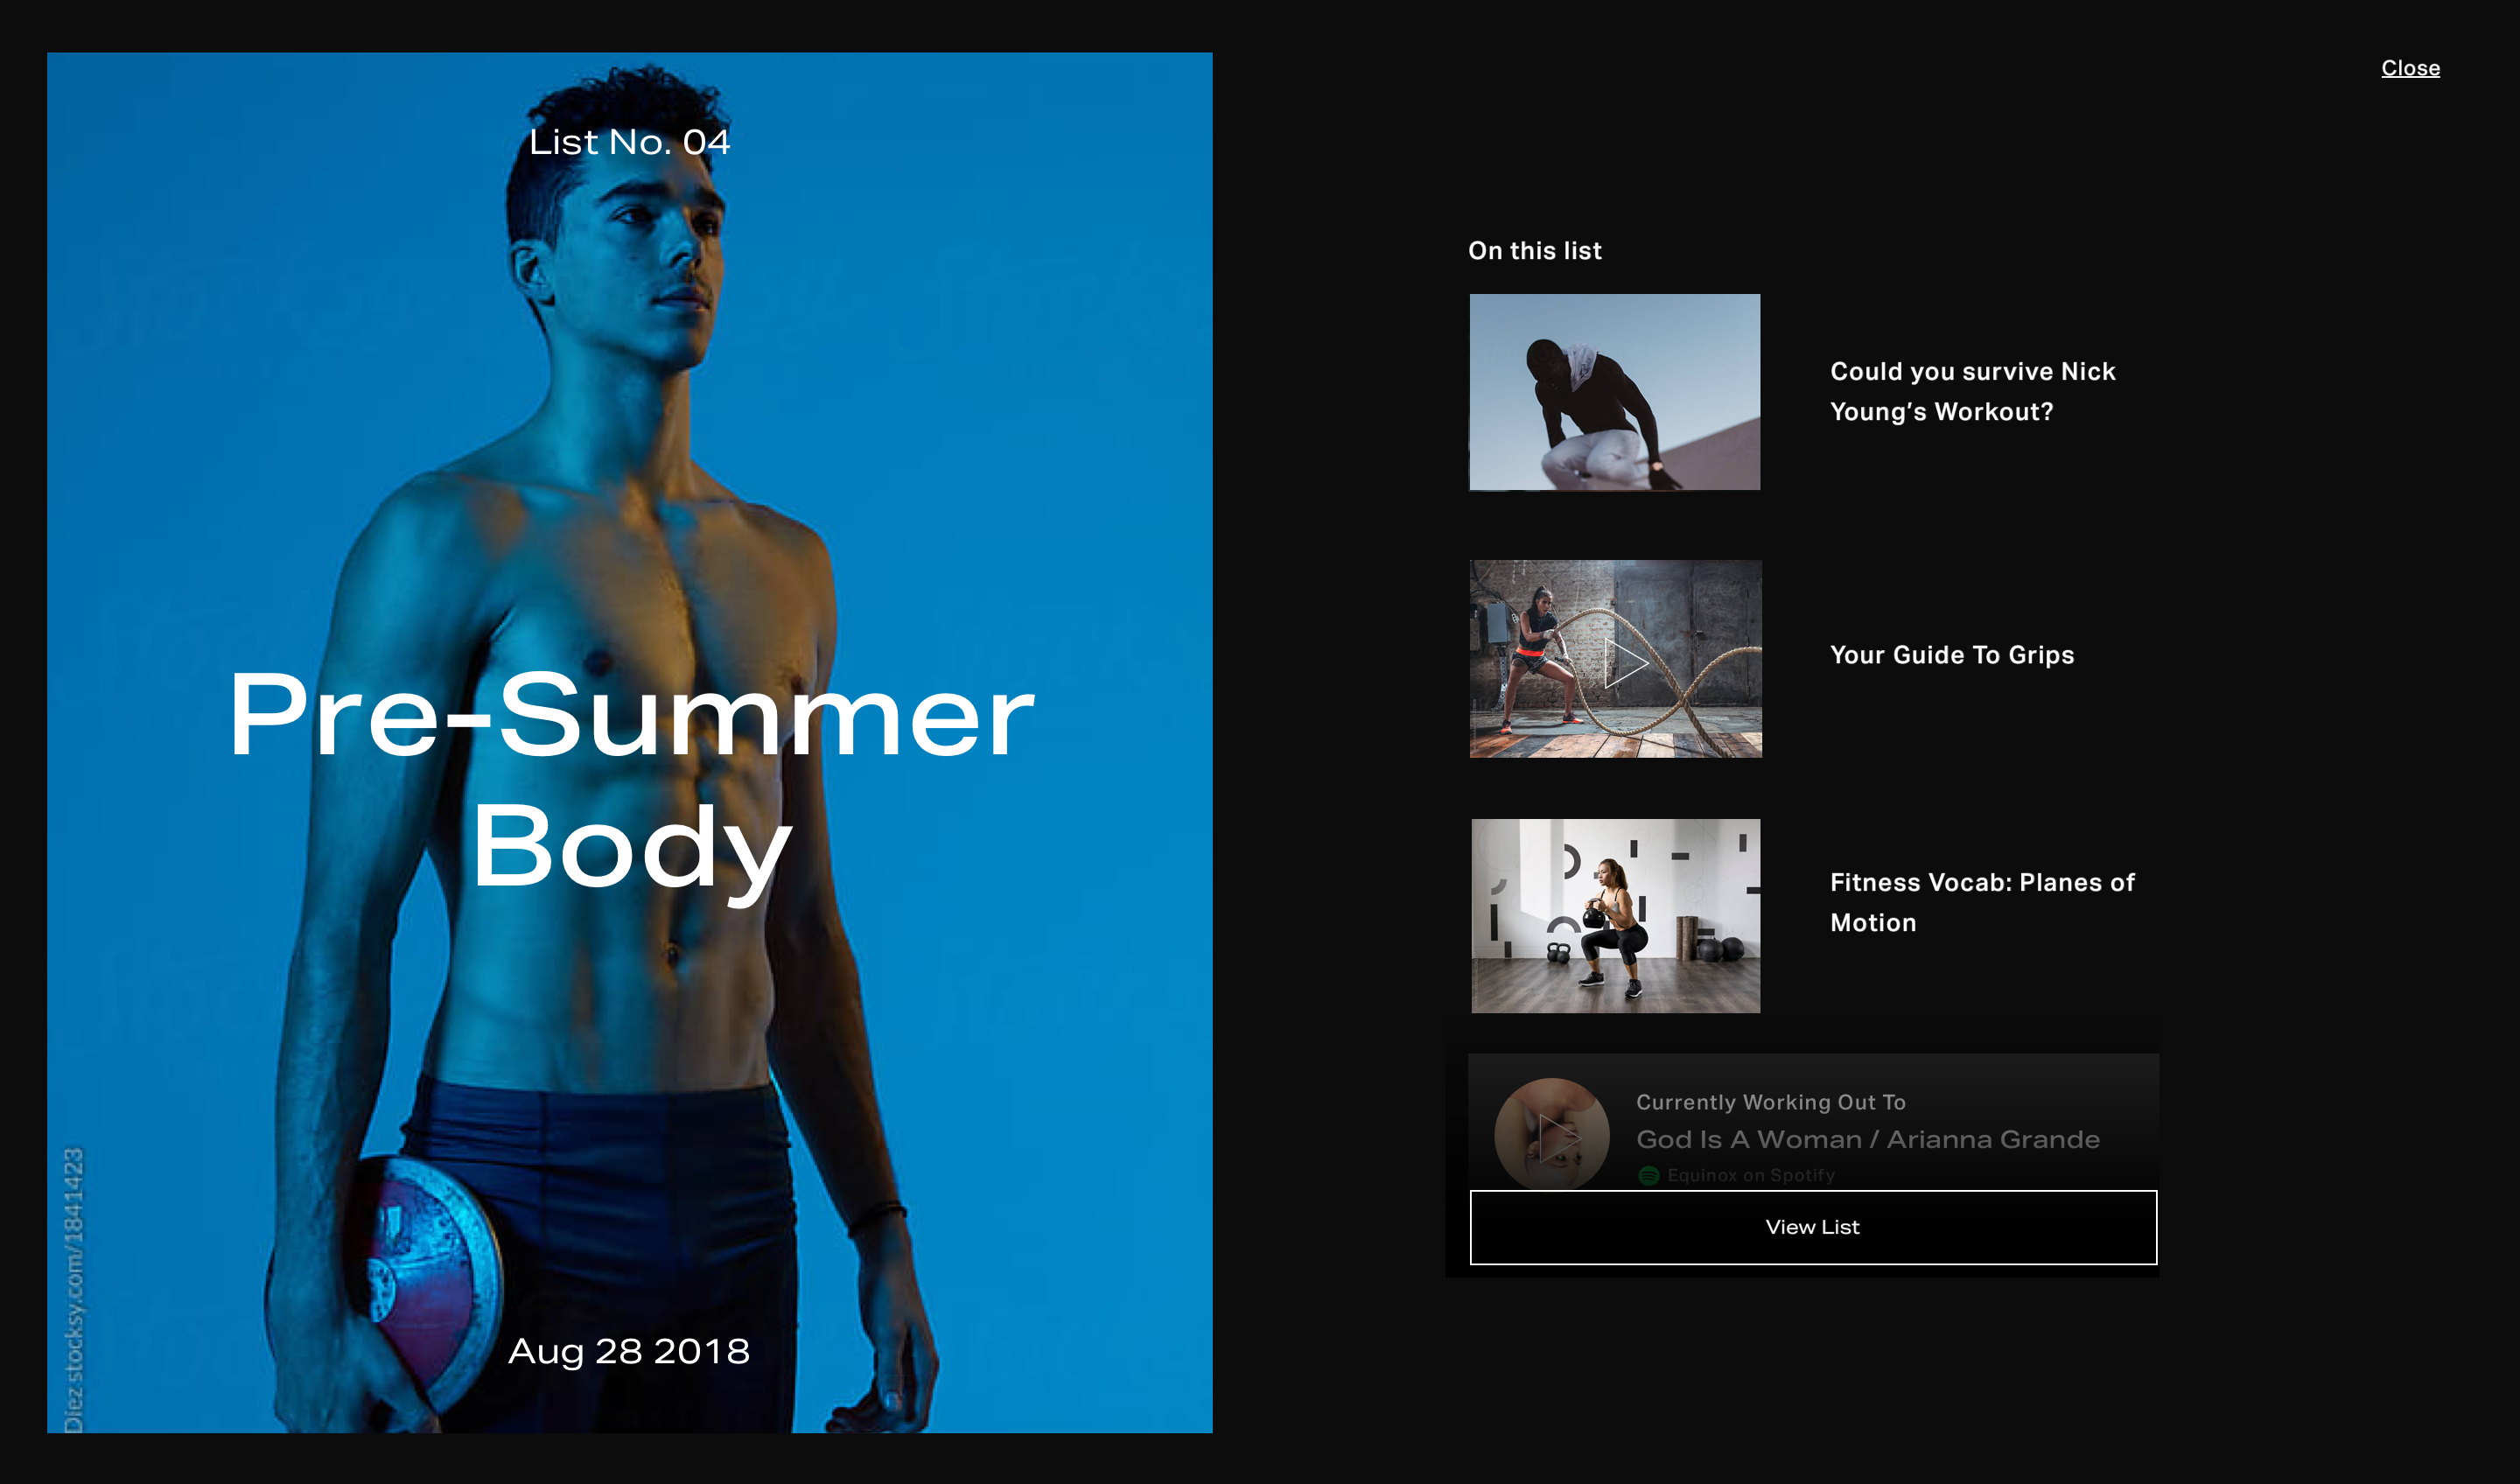 Close
List No. 04
Pre-Summer
Body
Aug 28 2018
Diez stocksy.com/1841423
On this list
Could you survive Nick
Young’s Workout?
Your Guide To Grips
Fitness Vocab: Planes of
Motion
Currently Working Out To
God Is A Woman / Arianna Grande
Equinox on Spotify
View List